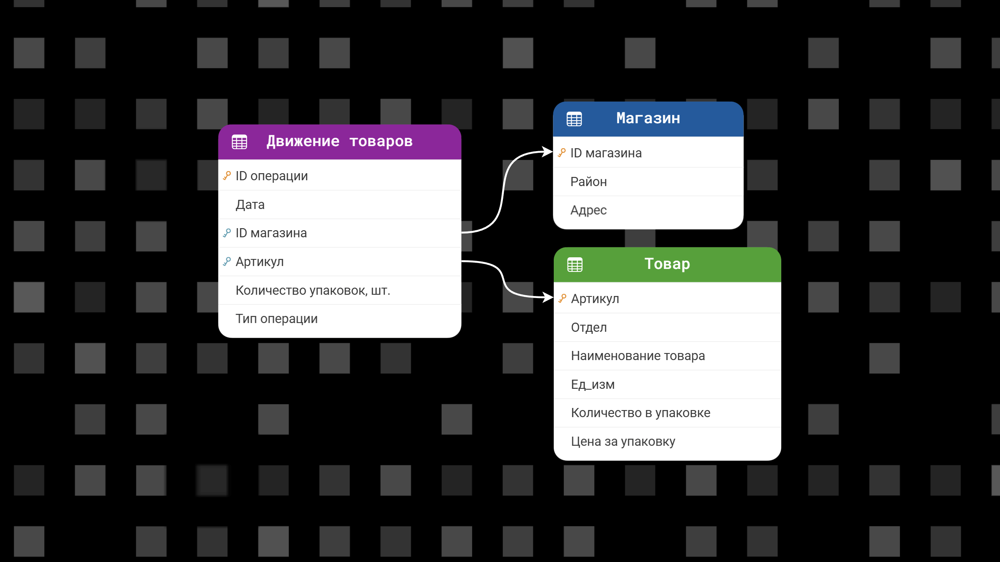 Движение товаров
ID операции
Дата
ID магазина
Артикул
Количество упаковок, шт.
Тип операции
Магазин
ID магазина
Район
Адрес
Товар
Артикул
Отдел
Наименование товара
Ед_изм
Количество в упаковке
Цена за упаковку